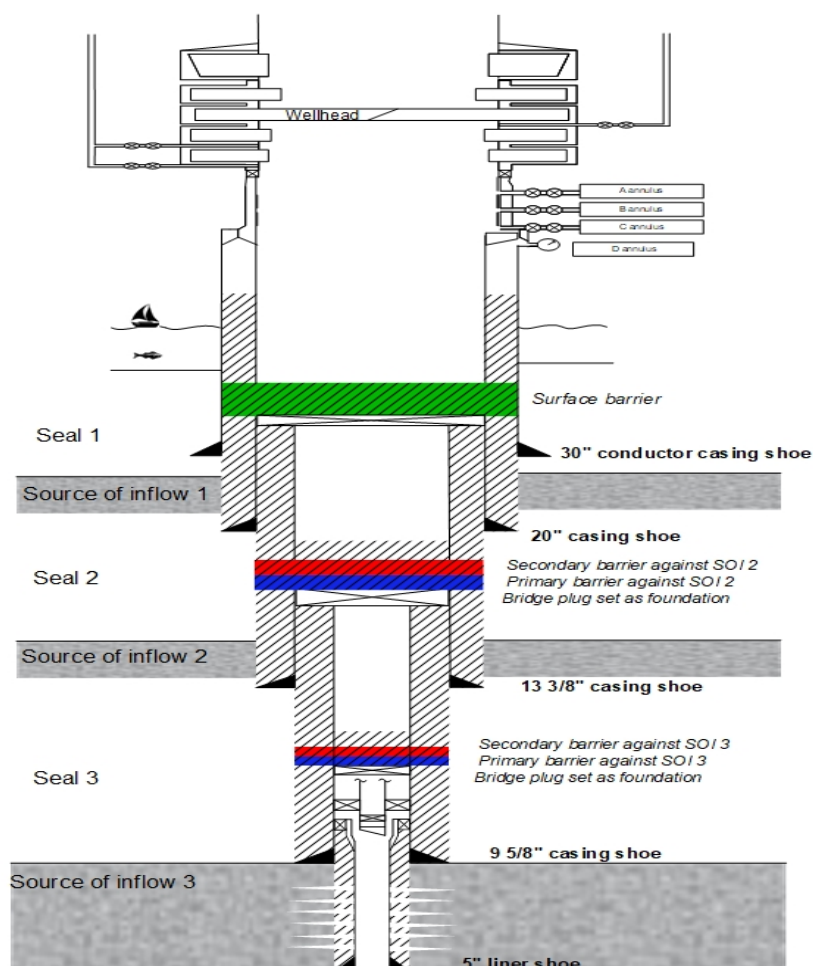 Wellhead
A annulus
B annulus
C annulus
D annulus
Surface barrier
Seal 1
30" conductor casing shoe
Source of inflow 1
20" casing shoe
Secondary barrier against SOI 2
Seal 2
Primary barrier against SOI 2
Bridge plug set as foundation
Source of inflow 2
13 3/8" casing shoe
Secondary barrier against SOI 3
Primary barrier against SOI 3
Seal 3
Bridge plug set as foundation
9 5/8" casing shoe
Source of inflow 3
5" liner shoe